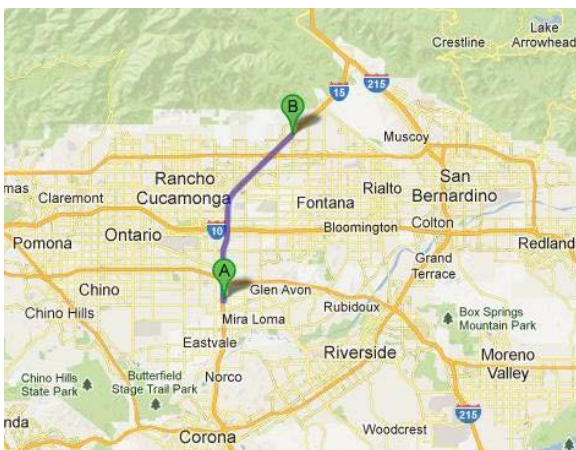 Lake
Arrowhead
Crestline
15
215
B
Muscoy
San
Bernardino
Rancho
Cucamonga
Rialto
Fontana
mas
Claremont
10
Bloomington
Colton
Redland
Pomona
Ontario
Grand
Terrace
A
Chino
Glen Avon
Rubidoux
Chino Hills
Mira Loma
Box Springs
Mountain Park
Eastvale
Riverside
Moreno
Valley
Chino Hills
State Park
Butterfield
Stage Trail Park
Norco
215
nda
Corona
Woodcrest